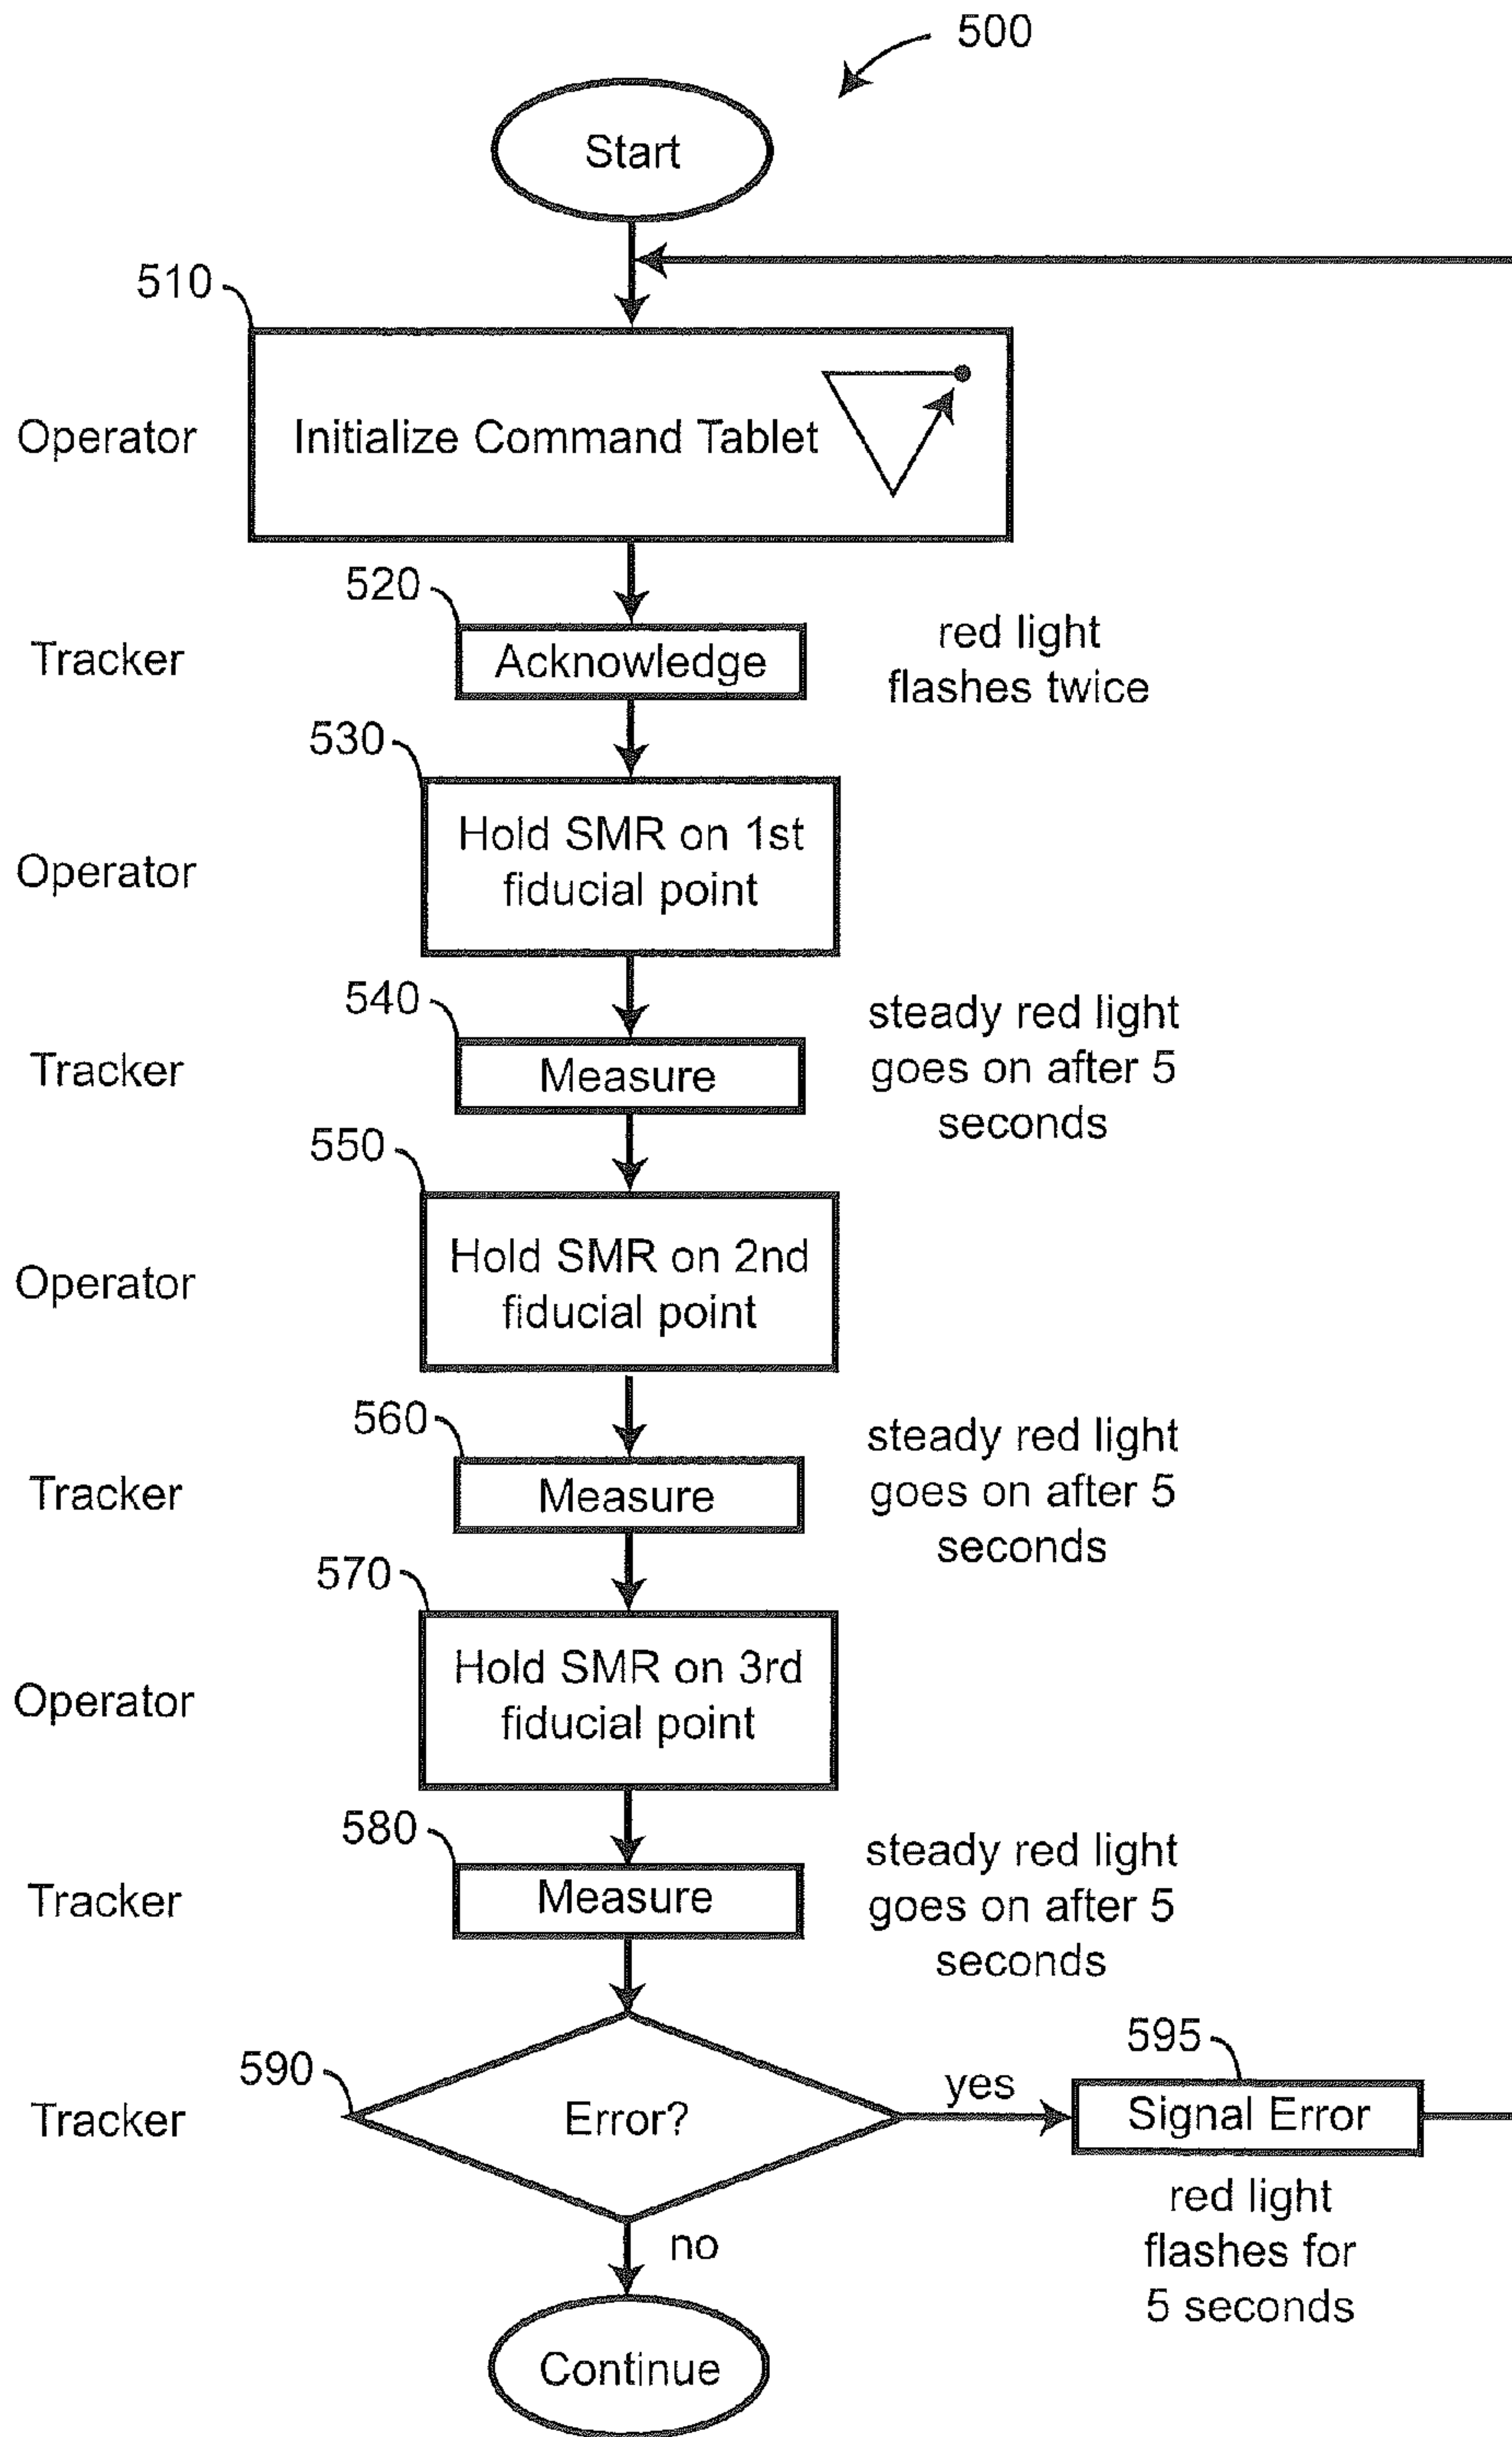 500
Start
510
Operator
Initialize Command Tablet
520
Tracker
Acknowledge
red light
flashes twice
530
Operator
Hold SMR on 1st
fiducial point
540
Tracker
Measure
steady red light
goes on after 5
seconds
550
Operator
Hold SMR on 2nd
fiducial point
560
Tracker
Measure
steady red light
goes on after 5
seconds
570
Operator
Hold SMR on 3rd
fiducial point
580
Tracker
Measure
steady red light
goes on after 5
seconds
590
Tracker
Error?
yes
595
Signal Error
red light
flashes for
5 seconds
no
Continue